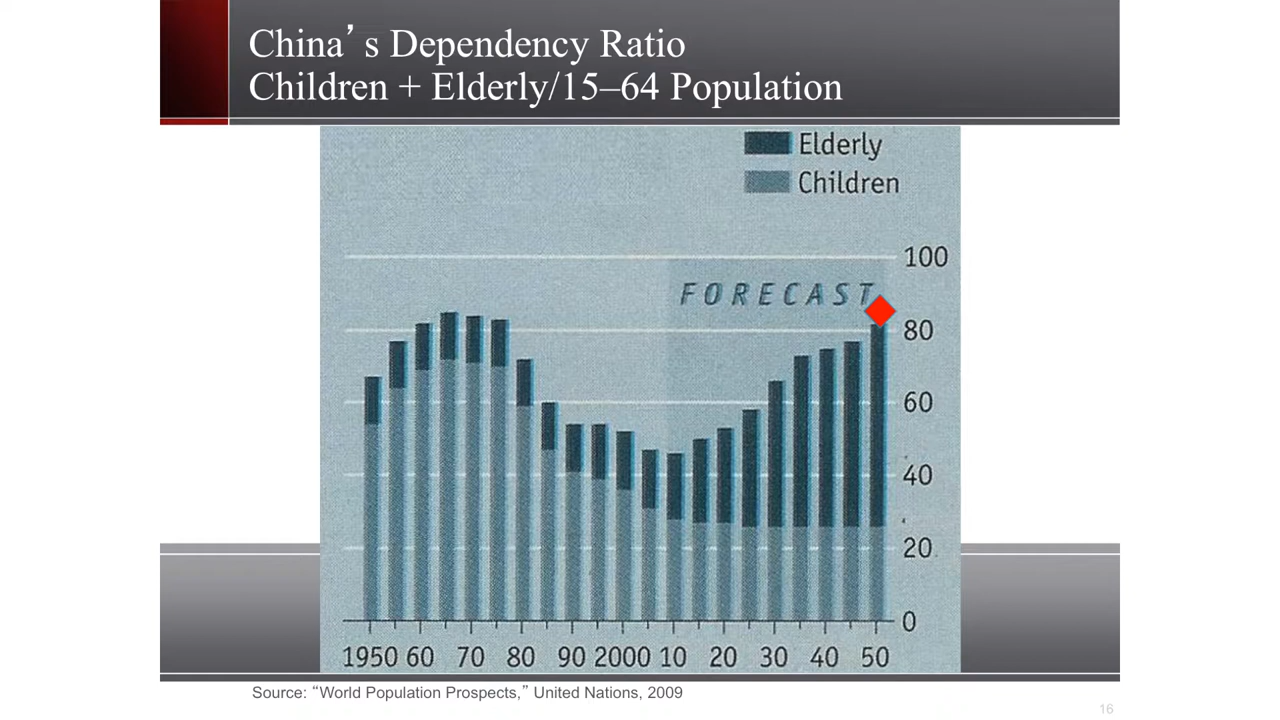 China’s Dependency Ratio
Children + Elderly/15–64 Population
Elderly
Children
100
FORECAST
80
60
40
20
0
1950 60 70 80 90 2000 10 20 30 40 50
Source: “World Population Prospects,” United Nations, 2009
16